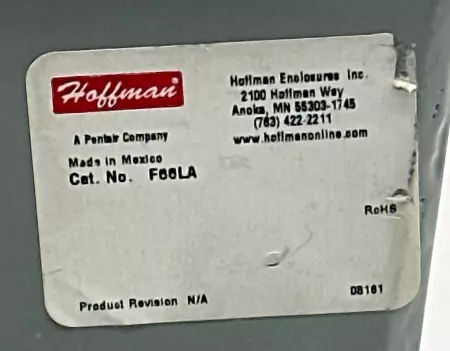 Hoffman
A Pentair Company
Made in Mexico
Cat. No. F66LA
Hoffman Enclosures Inc.
2100 Hoffman Way
Anoka, MN 55303-1745
(763) 422-2211
www.hoffmanonline.com
RoHS
Product Revision N/A
08161